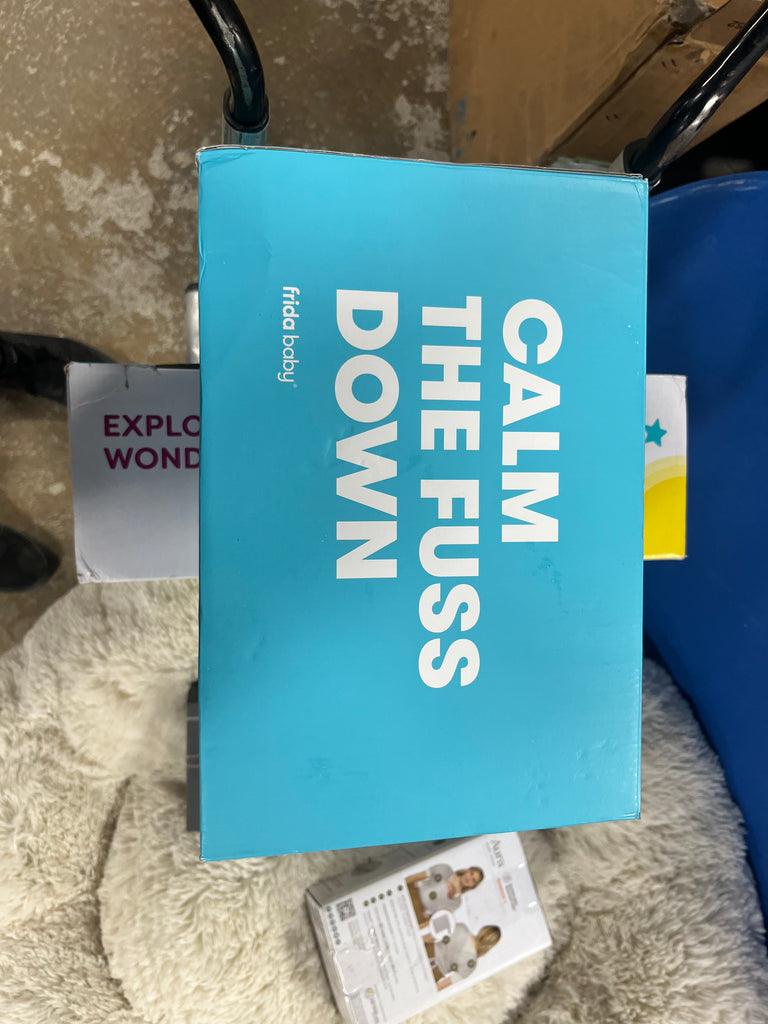 CALM
THE FUSS
DOWN
frida baby®
EXPLO
WOND